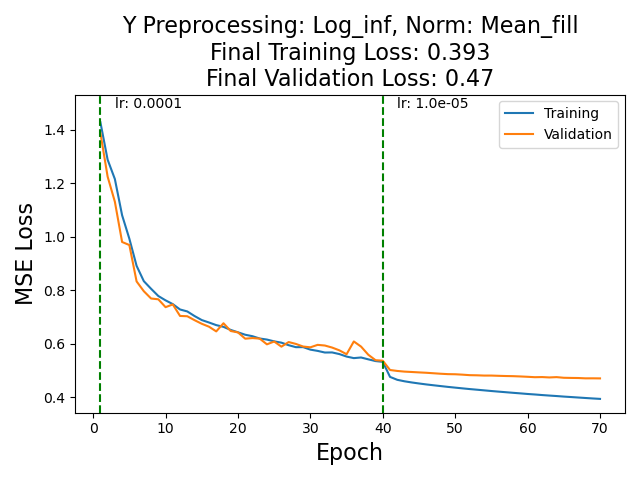 Y Preprocessing: Log_inf, Norm: Mean_fill
Final Training Loss: 0.393
Final Validation Loss: 0.47
lr: 0.0001
lr: 1.0e-05
Training
Validation
MSE Loss
1.4
1.2
1.0
0.8
0.6
0.4
0
10
20
30
40
50
60
70
Epoch